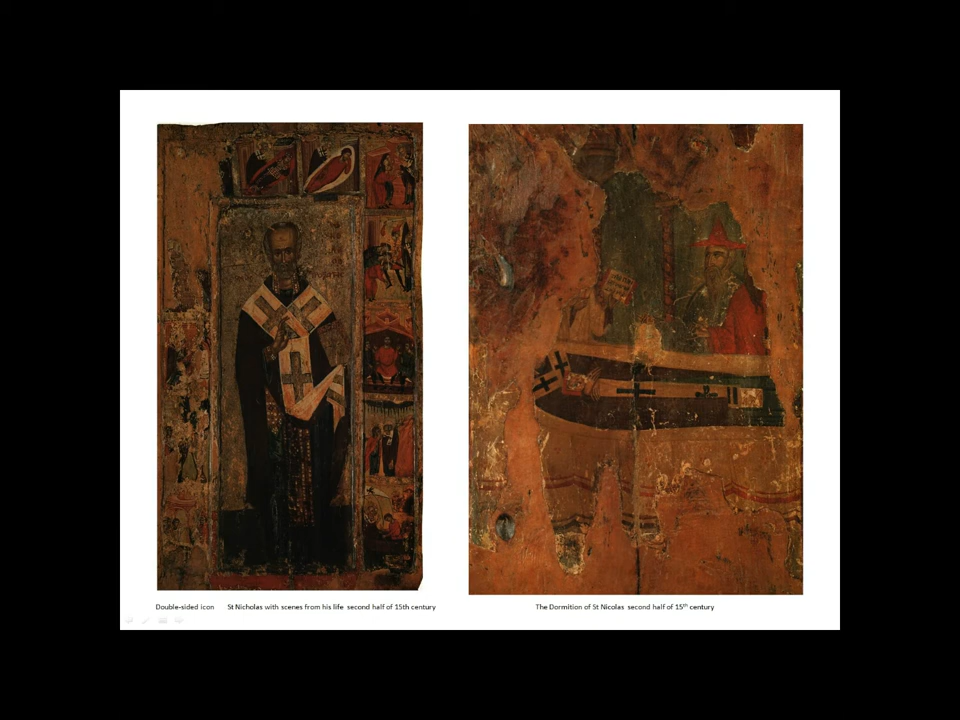 Double-sided icon St Nicholas with scenes from his life second half of 15th century
The Dormition of St Nicolas second half of 15th century